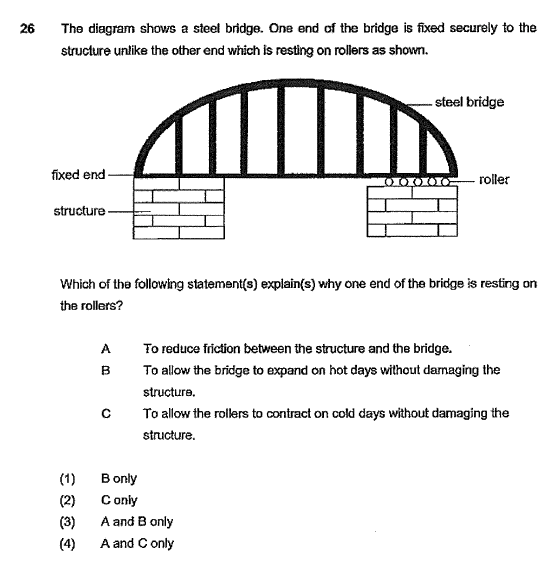 26 The diagram shows a steel bridge. One end of the bridge is fixed securely to the
structure unlike the other end which is resting on rollers as shown.
steel bridge
fixed end
roller
structure
Which of the following statement(s) explain(s) why one end of the bridge is resting on
the rollers?
A To reduce friction between the structure and the bridge.
B To allow the bridge to expand on hot days without damaging the
structure.
C To allow the rollers to contract on cold days without damaging the
structure.
(1) B only
(2) C only
(3) A and B only
(4) A and C only